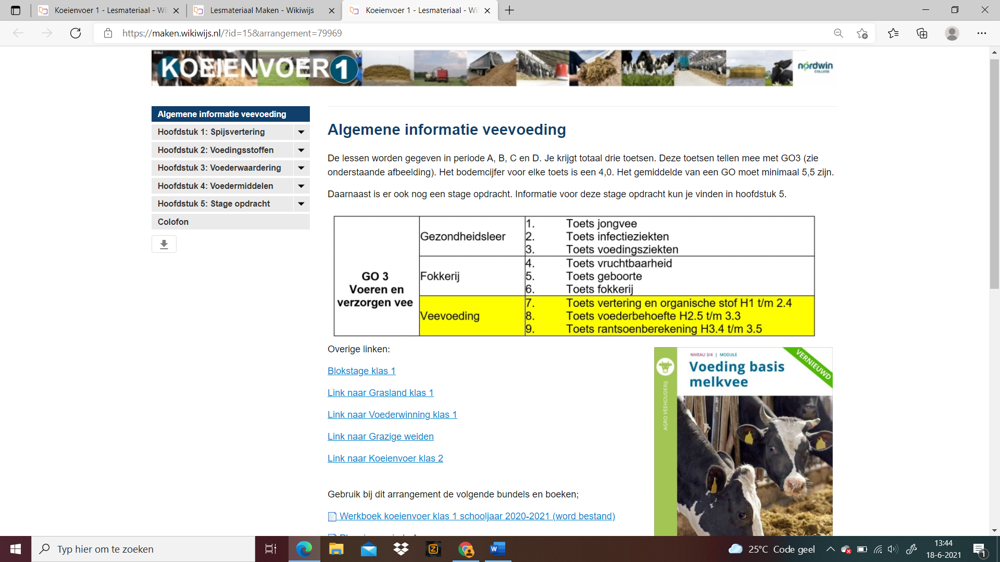 Koeienvoer 1 - Lesmateriaal - Wi
Lesmateriaal Maken - Wikiwijs
Koeienvoer 1 - Lesmateriaal - Wi
https://maken.wikiwijs.nl/?id=15&arrangement=79969
BdeJ
KOEIENVOER 1
nordwin
COLLEGE
Algemene informatie veevoeding
Hoofdstuk 1: Spijsvertering
Hoofdstuk 2: Voedingsstoffen
Hoofdstuk 3: Voederwaardering
Hoofdstuk 4: Voedermiddelen
Hoofdstuk 5: Stage opdracht
Colofon
Algemene informatie veevoeding
De lessen worden gegeven in periode A, B, C en D. Je krijgt totaal drie toetsen. Deze toetsen tellen mee met GO3 (zie
onderstaande afbeelding). Het bodemcijfer voor elke toets is een 4,0. Het gemiddelde van een GO moet minimaal 5,5 zijn.
Daarnaast is er ook nog een stage opdracht. Informatie voor deze stage opdracht kun je vinden in hoofdstuk 5.
GO 3
Voeren en
verzorgen vee
Gezondheidsleer
1. Toets jongvee
2. Toets infectieziekten
3. Toets voedingsziekten
Fokkerij
4. Toets vruchtbaarheid
5. Toets geboorte
6. Toets fokkerij
Veevoeding
7. Toets vertering en organische stof H1 t/m 2.4
8. Toets voederbehoefte H2.5 t/m 3.3
9. Toets rantsoenberekening H3.4 t/m 3.5
Overige linken:
Blokstage klas 1
Link naar Grasland klas 1
Link naar Voederwinning klas 1
Link naar Grazige weiden
Link naar Koeienvoer klas 2
Gebruik bij dit arrangement de volgende bundels en boeken;
Werkboek koeienvoer klas 1 schooljaar 2020-2021 (word bestand)
NIVEAU 3/4 | MODULE
Voeding basis
melkvee
VERNIEUWD
AGRO VEEHOUDERIJ
Typ hier om te zoeken
25°C Code geel
13:44
18-6-2021
1